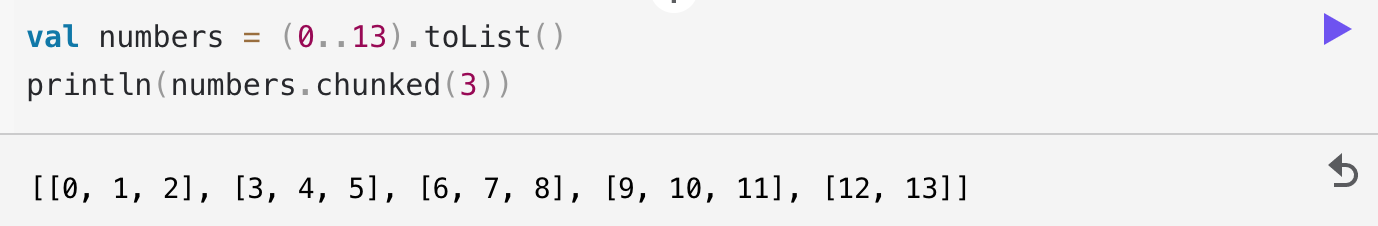 val numbers = (0..13).toList()
println(numbers.chunked(3))
[[0, 1, 2], [3, 4, 5], [6, 7, 8], [9, 10, 11], [12, 13]]